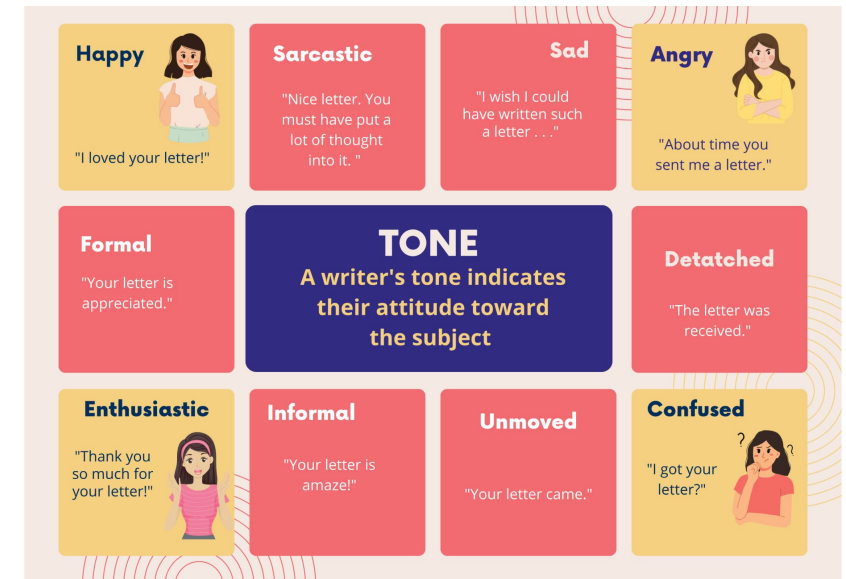 Happy
"I loved your letter!"
Sarcastic
"Nice letter. You
must have put a
lot of thought
into it. "
Sad
"I wish I could
have written such
a letter . . ."
Angry
"About time you
sent me a letter."
Formal
"Your letter is
appreciated."
TONE
A writer's tone indicates
their attitude toward
the subject
Detatched
"The letter was
received."
Enthusiastic
"Thank you
so much for
your letter!"
Informal
"Your letter is
amaze!"
Unmoved
"Your letter came."
Confused
? ?
"I got your
letter?"